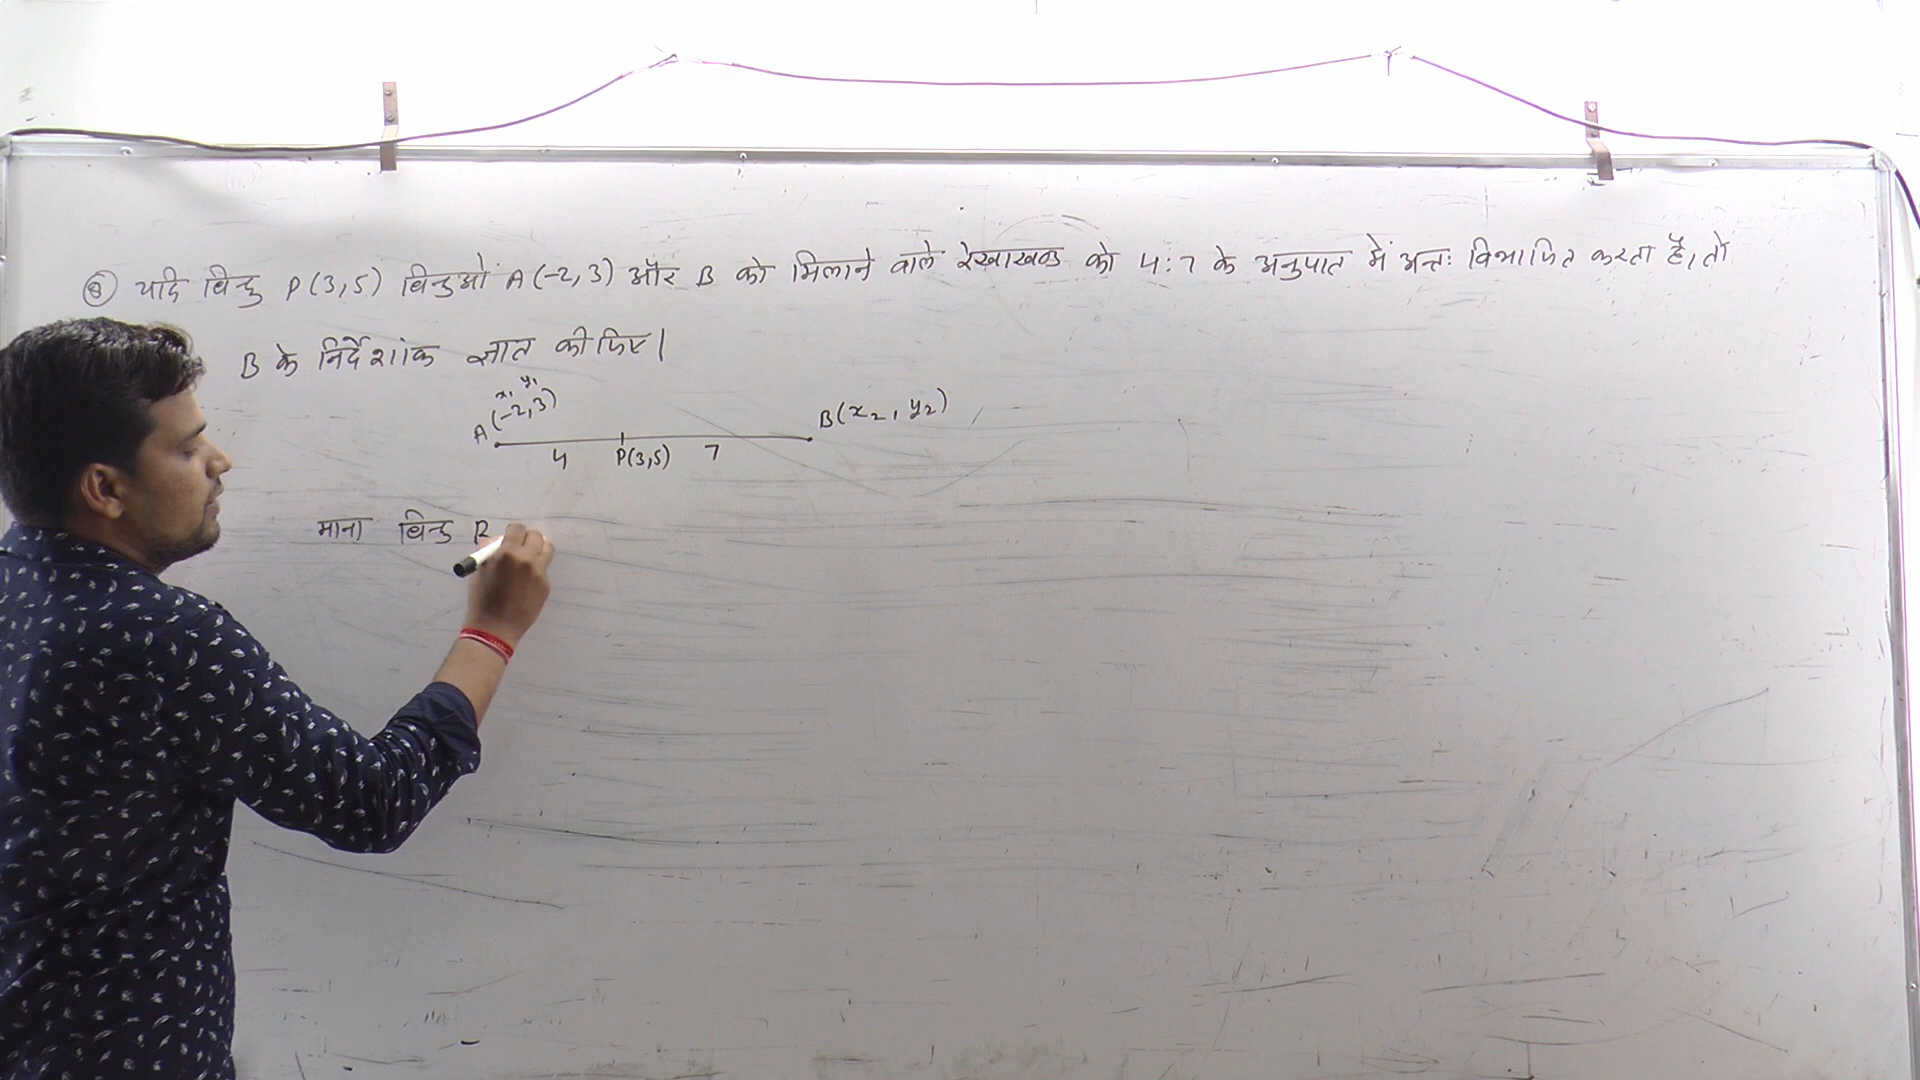 ⑧ यदि बिन्दु P(3,5) बिन्दुओं A(-2,3) और B को मिलाने वाले रेखाखण्ड को 4:7 के अनुपात में अन्तः विभाजित करता है, तो
B के निर्देशांक ज्ञात कीजिए।
x₁ y₁
A (-2,3) B(x₂, y₂)
4 P(3,5) 7
माना बिन्दु B